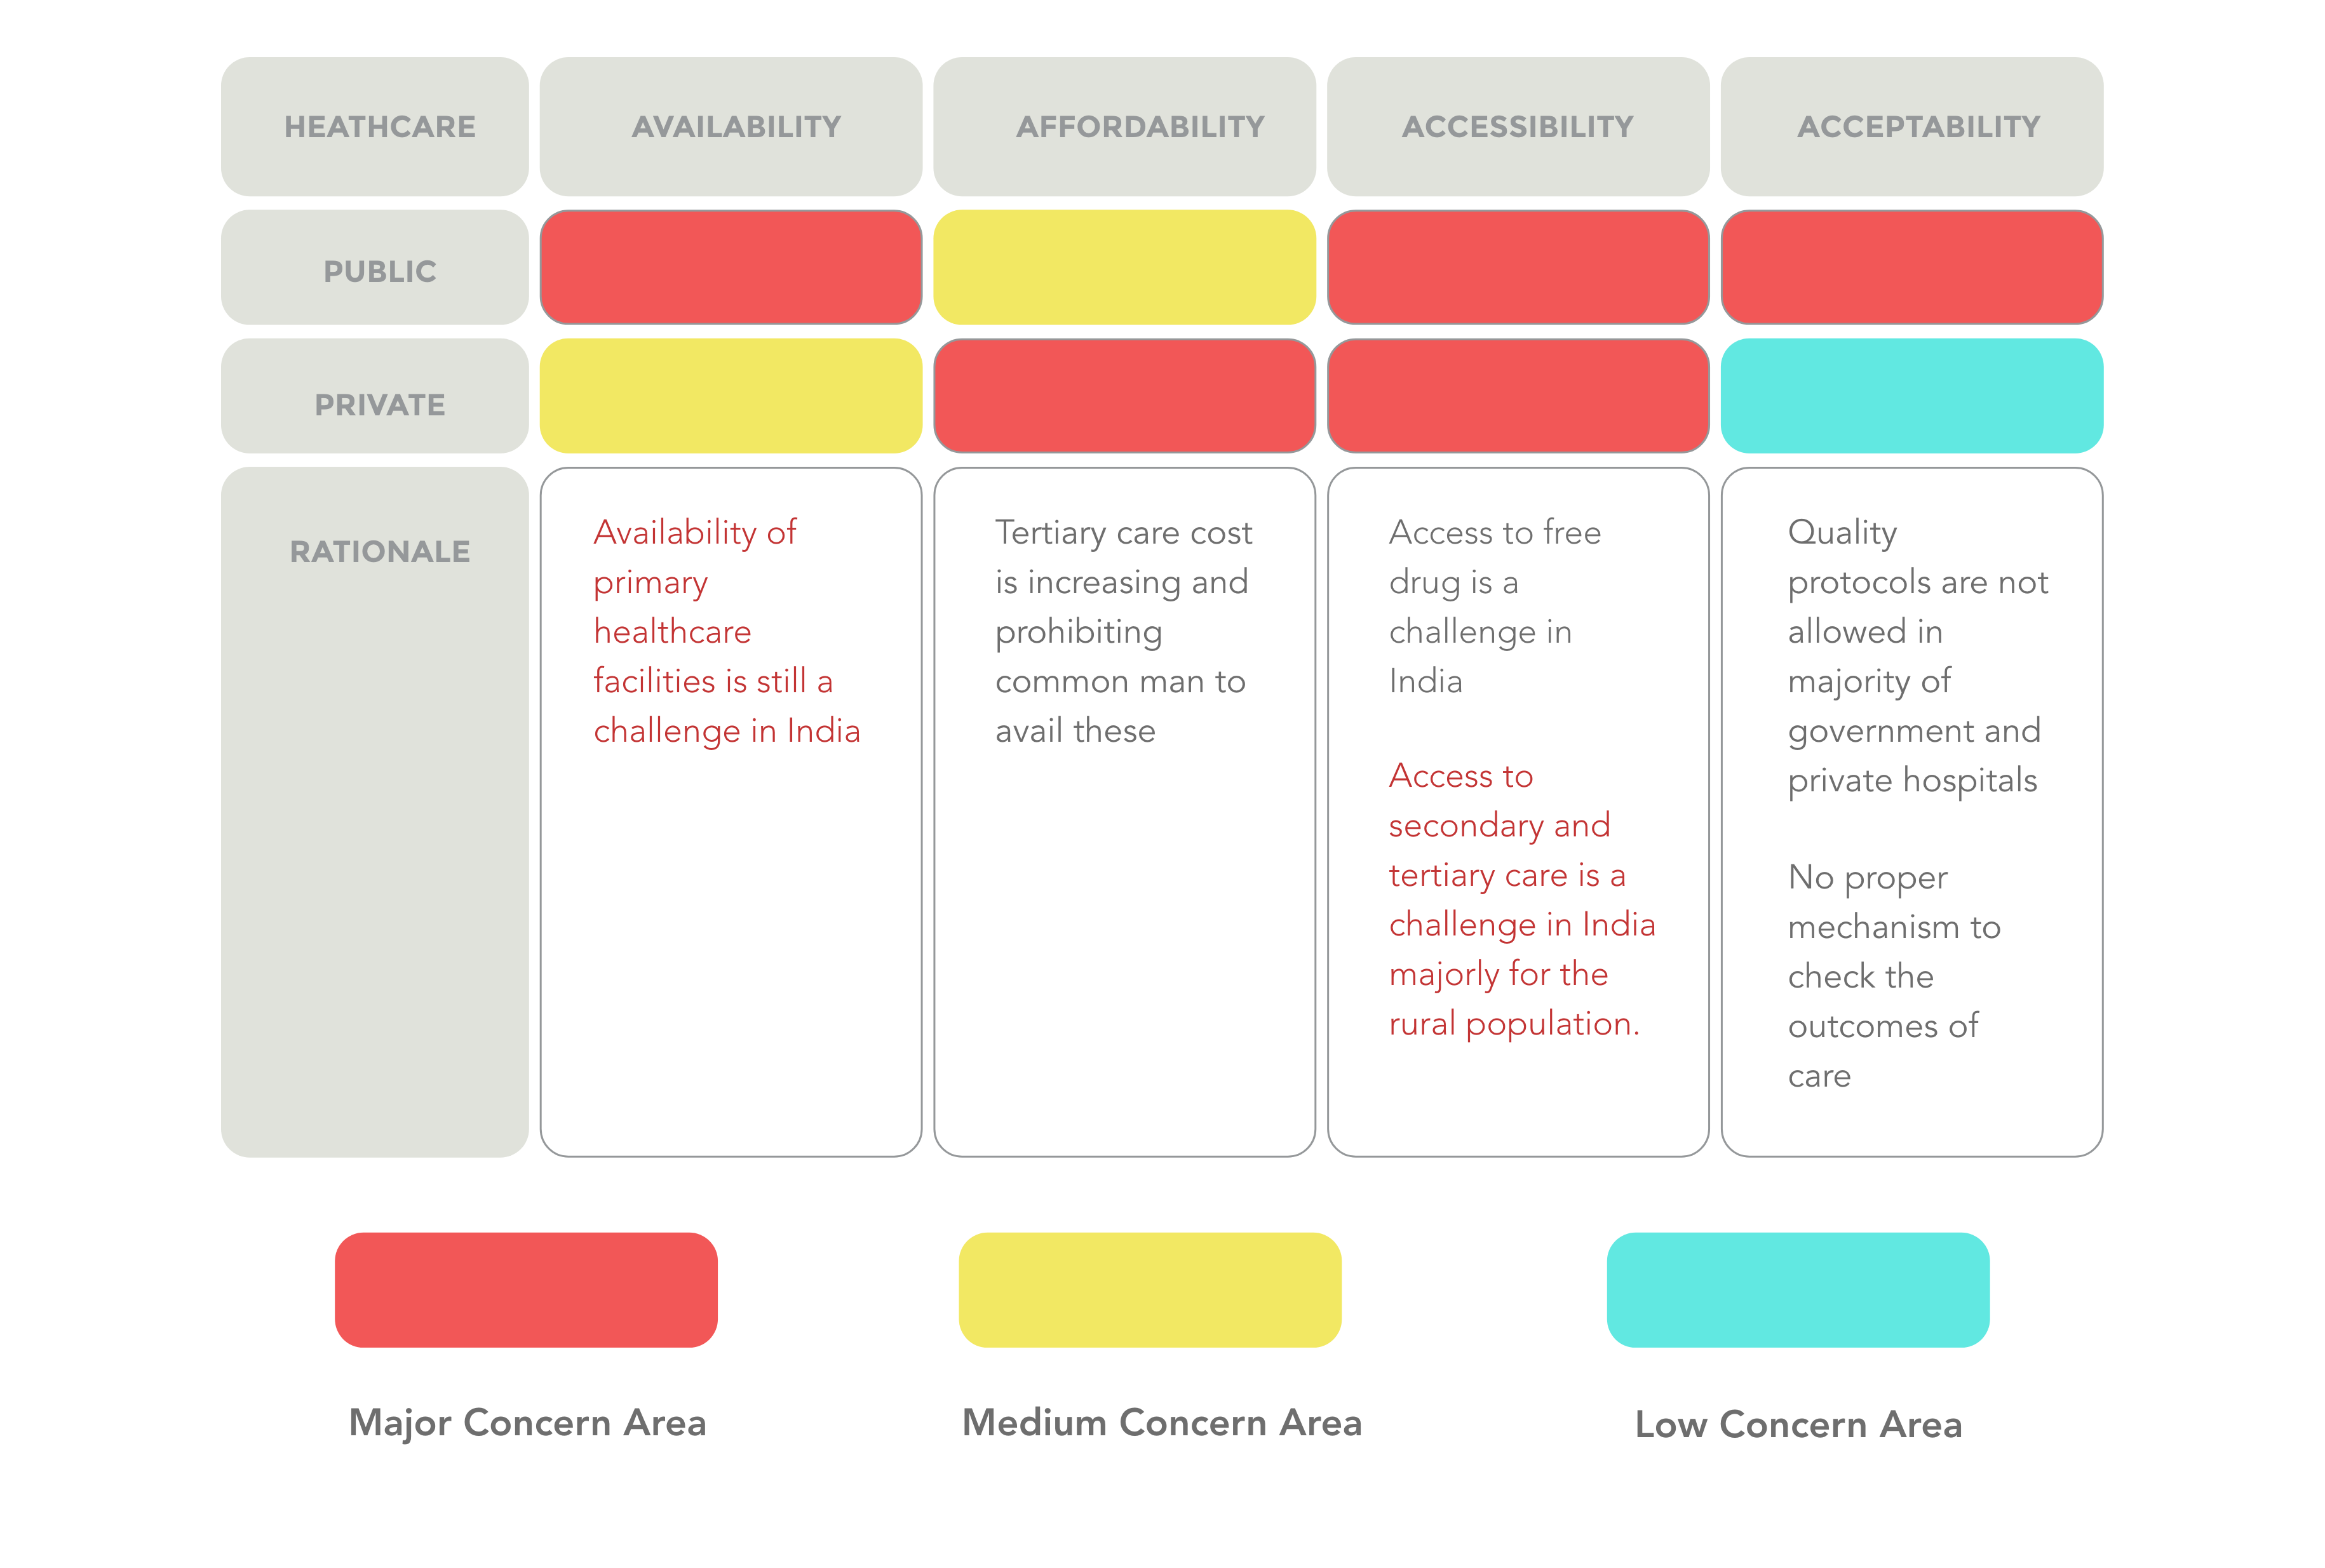 HEATHCARE
AVAILABILITY
AFFORDABILITY
ACCESSIBILITY
ACCEPTABILITY
PUBLIC
PRIVATE
RATIONALE
Availability of
primary
healthcare
facilities is still a
challenge in India
Tertiary care cost
is increasing and
prohibiting
common man to
avail these
Access to free
drug is a
challenge in
India
Access to
secondary and
tertiary care is a
challenge in India
majorly for the
rural population.
Quality
protocols are not
allowed in
majority of
government and
private hospitals
No proper
mechanism to
check the
outcomes of
care
Major Concern Area
Medium Concern Area
Low Concern Area